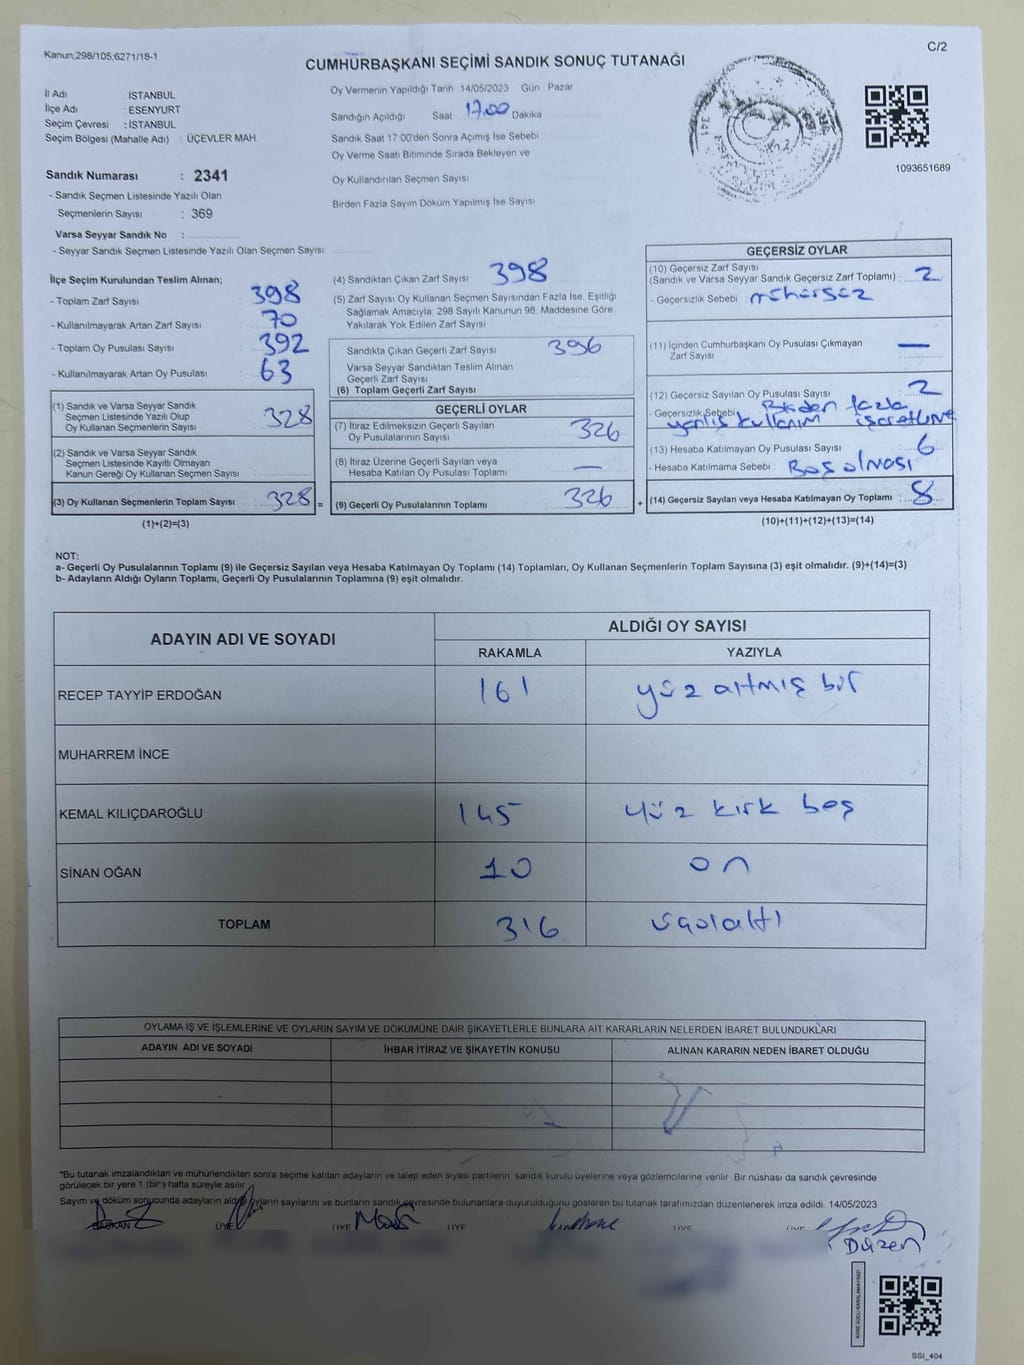 Kanun;298/105;6271/18-1
C/2
CUMHURBAŞKANI SEÇİMİ SANDIK SONUÇ TUTANAĞI
İl Adı : İSTANBUL
İlçe Adı : ESENYURT
Seçim Çevresi : İSTANBUL
Seçim Bölgesi (Mahalle Adı) : ÜÇEVLER MAH
Sandık Numarası : 2341
- Sandık Seçmen Listesinde Yazılı Olan
Seçmenlerin Sayısı : 369
Varsa Seyyar Sandık No :
- Seyyar Sandık Seçmen Listesinde Yazılı Olan Seçmen Sayısı:
Oy Vermenin Yapıldığı Tarih 14/05/2023 Gün Pazar
Sandığın Açıldığı Saat 17.00 Dakika
Sandık Saat 17:00'den Sonra Açımış İse Sebebi
Oy Verme Saati Bitiminde Sırada Bekleyen ve
Oy Kullandırılan Seçmen Sayısı
Birden Fazla Sayım Döküm Yapılmış İse Sayısı
1093651689
İlçe Seçim Kurulundan Teslim Alınan;
- Toplam Zarf Sayısı 398
- Kullanılmayarak Artan Zarf Sayısı 70
- Toplam Oy Pusulası Sayısı 392
- Kullanılmayarak Artan Oy Pusulası 63
(1) Sandık ve Varsa Seyyar Sandık
Seçmen Listesinde Yazılı Olup
Oy Kullanan Seçmenlerin Sayısı 328
(2) Sandık ve Varsa Seyyar Sandık
Seçmen Listesinde Kayıtlı Olmayan
Kanun Gereği Oy Kullanan Seçmen Sayısı
(3) Oy Kullanan Seçmenlerin Toplam Sayısı 328 =
(1)+(2)=(3)
(4) Sandıktan Çıkan Zarf Sayısı 398
(5) Zarf Sayısı Oy Kullanan Seçmen Sayısından Fazla İse, Eşitliği
Sağlamak Amacıyla; 298 Sayılı Kanunun 98. Maddesine Göre
Yakılarak Yok Edilen Zarf Sayısı
Sandıkta Çıkan Geçerli Zarf Sayısı 396
Varsa Seyyar Sandıktan Teslim Alınan
Geçerli Zarf Sayısı
(6) Toplam Geçerli Zarf Sayısı
GEÇERLİ OYLAR
(7) İtiraz Edilmeksizin Geçerli Sayılan
Oy Pusulalarının Sayısı 326
(8) İtiraz Üzerine Geçerli Sayılan veya
Hesaba Katılan Oy Pusulaları Toplamı —
(9) Geçerli Oy Pusulalarının Toplamı 326 +
GEÇERSİZ OYLAR
(10) Geçersiz Zarf Sayısı
(Sandık ve Varsa Seyyar Sandık Geçersiz Zarf Toplamı) : 2
- Geçersizlik Sebebi mühürsüz
(11) İçinden Cumhurbaşkanı Oy Pusulası Çıkmayan
Zarf Sayısı —
(12) Geçersiz Sayılan Oy Pusulası Sayısı 2
- Geçersizlik Sebebi Birden fazla
yanlış kullanım işaretleme
(13) Hesaba Katılmayan Oy Pusulası Sayısı 6
- Hesaba Katılmama Sebebi : Boş olması
(14) Geçersiz Sayılan veya Hesaba Katılmayan Oy Toplamı : 8
(10)+(11)+(12)+(13)=(14)
NOT:
a- Geçerli Oy Pusulalarının Toplamı (9) ile Geçersiz Sayılan veya Hesaba Katılmayan Oy Toplamı (14) Toplamları, Oy Kullanan Seçmenlerin Toplam Sayısına (3) eşit olmalıdır. (9)+(14)=(3)
b- Adayların Aldığı Oyların Toplamı, Geçerli Oy Pusulalarının Toplamına (9) eşit olmalıdır.
ADAYIN ADI VE SOYADI ALDIĞI OY SAYISI
RAKAMLA YAZIYLA
RECEP TAYYİP ERDOĞAN 161 yüz altmış bir
MUHARREM İNCE
KEMAL KILIÇDAROĞLU 145 yüz kırk beş
SİNAN OĞAN 10 on
TOPLAM 316
OYLAMA İŞ VE İŞLEMLERİNE VE OYLARIN SAYIM VE DÖKÜMÜNE DAİR ŞİKAYETLERLE BUNLARA AİT KARARLARIN NELERDEN İBARET BULUNDUKLARI
ADAYIN ADI VE SOYADI İHBAR İTİRAZ VE ŞİKAYETİN KONUSU ALINAN KARARIN NEDEN İBARET OLDUĞU
*Bu tutanak imzalandıktan ve mühürlendikten sonra seçime katılan adayların ve talep eden siyasi partilerin sandık kurulu üyelerine veya gözlemcilerine verilir. Bir nüshası da sandık çevresinde
görülecek bir yere 1 (bir) hafta süreyle asılır.
Sayım ve döküm sonucunda adayların aldığı oyların sayılarını ve bunların sandık çevresinde bulunanlara duyurulduğunu gösteren bu tutanak tarafımızdan düzenlenerek imza edildi. 14/05/2023
BAŞKAN ÜYE ÜYE ÜYE ÜYE ÜYE
Düzen
SSI_404